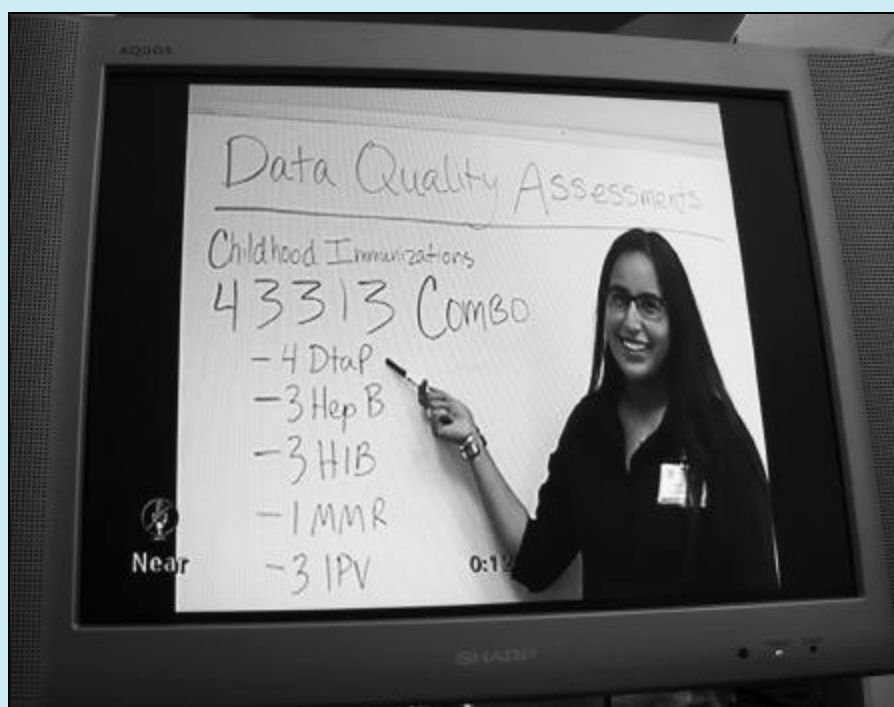 AQUOS
Data Quality Assessments
Childhood Immunizations
43313 Combo
- 4 DtaP
- 3 Hep B
- 3 HIB
- 1 MMR
- 3 IPV
Near
SHARP